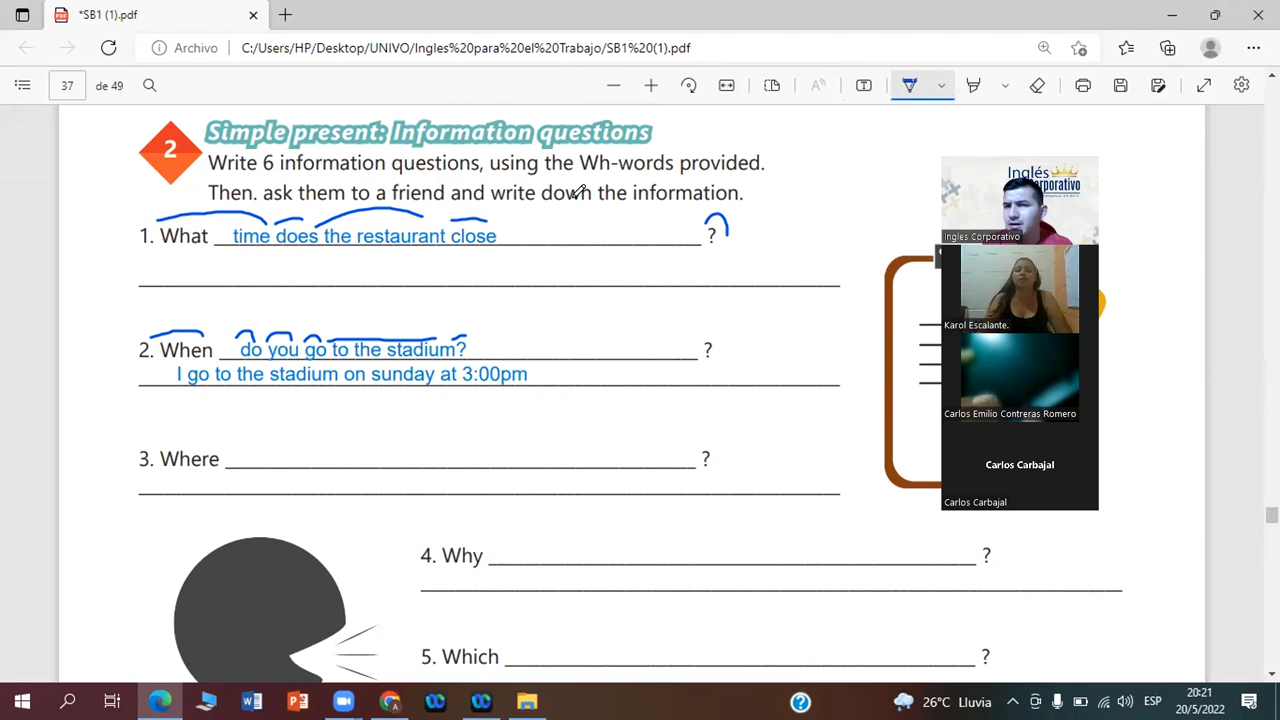 *SB1 (1).pdf
Archivo C:/Users/HP/Desktop/UNIVO/Ingles%20para%20el%20Trabajo/SB1%20(1).pdf
37 de 49
2
Simple present: Information questions
Write 6 information questions, using the Wh-words provided.
Then. ask them to a friend and write down the information.
1. What time does the restaurant close ?
2. When do you go to the stadium? ?
I go to the stadium on sunday at 3:00pm
3. Where ?
4. Why ?
5. Which ?
Inglés
Corporativo
Ingles Corporativo
Karol Escalante.
Carlos Emilio Contreras Romero
Carlos Carbajal
Carlos Carbajal
26°C Lluvia
ESP
20:21
20/5/2022